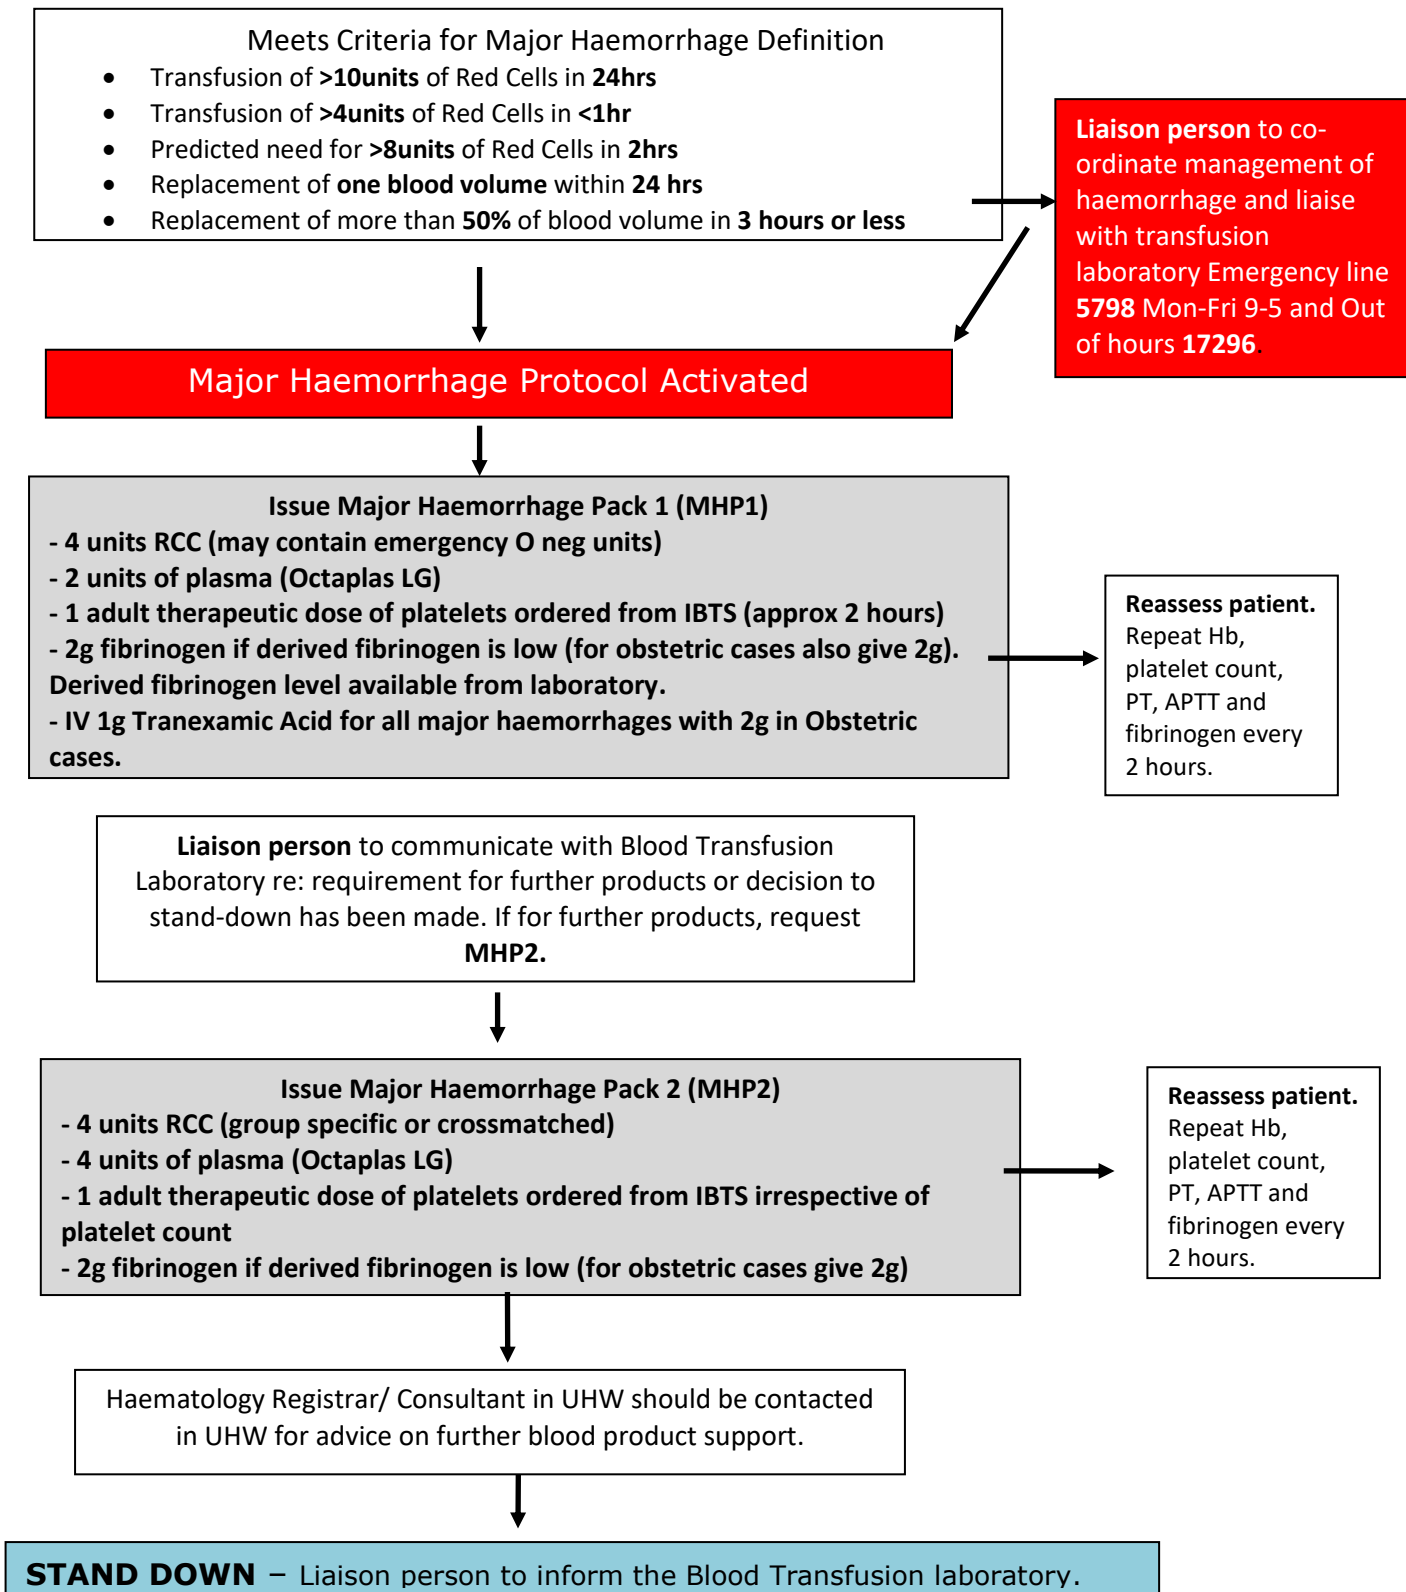 Meets Criteria for Major Haemorrhage Definition
• Transfusion of >10units of Red Cells in 24hrs
• Transfusion of >4units of Red Cells in <1hr
• Predicted need for >8units of Red Cells in 2hrs
• Replacement of one blood volume within 24 hrs
• Replacement of more than 50% of blood volume in 3 hours or less
Liaison person to co-
ordinate management of
haemorrhage and liaise
with transfusion
laboratory Emergency line
5798 Mon-Fri 9-5 and Out
of hours 17296.
Major Haemorrhage Protocol Activated
Issue Major Haemorrhage Pack 1 (MHP1)
- 4 units RCC (may contain emergency O neg units)
- 2 units of plasma (Octaplas LG)
- 1 adult therapeutic dose of platelets ordered from IBTS (approx 2 hours)
- 2g fibrinogen if derived fibrinogen is low (for obstetric cases also give 2g).
Derived fibrinogen level available from laboratory.
- IV 1g Tranexamic Acid for all major haemorrhages with 2g in Obstetric
cases.
Reassess patient.
Repeat Hb,
platelet count,
PT, APTT and
fibrinogen every
2 hours.
Liaison person to communicate with Blood Transfusion
Laboratory re: requirement for further products or decision to
stand-down has been made. If for further products, request
MHP2.
Issue Major Haemorrhage Pack 2 (MHP2)
- 4 units RCC (group specific or crossmatched)
- 4 units of plasma (Octaplas LG)
- 1 adult therapeutic dose of platelets ordered from IBTS irrespective of
platelet count
- 2g fibrinogen if derived fibrinogen is low (for obstetric cases give 2g)
Reassess patient.
Repeat Hb,
platelet count,
PT, APTT and
fibrinogen every
2 hours.
Haematology Registrar/ Consultant in UHW should be contacted
in UHW for advice on further blood product support.
STAND DOWN – Liaison person to inform the Blood Transfusion laboratory.